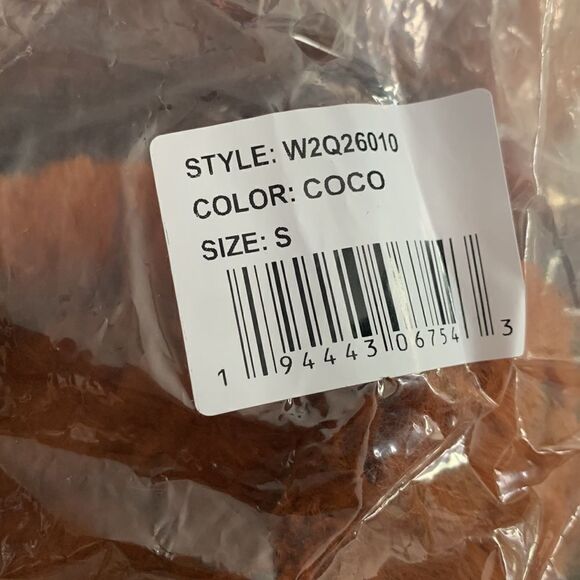 STYLE: W2Q26010
COLOR: COCO
SIZE: S
1 94443 06754 3